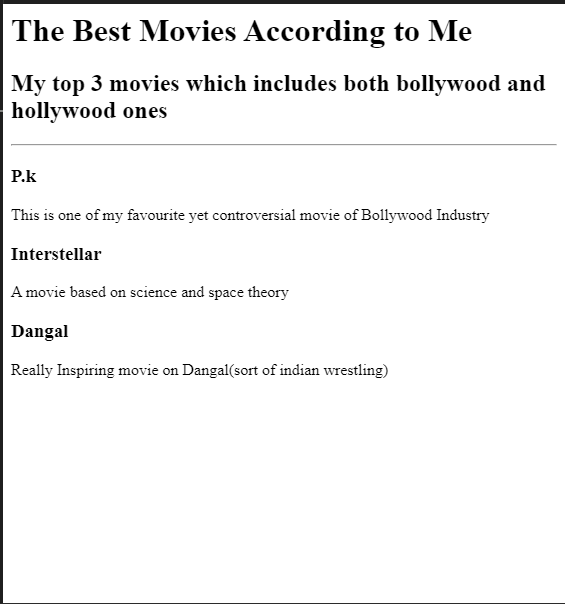 The Best Movies According to Me
My top 3 movies which includes both bollywood and
hollywood ones
P.k
This is one of my favourite yet controversial movie of Bollywood Industry
Interstellar
A movie based on science and space theory
Dangal
Really Inspiring movie on Dangal(sort of indian wrestling)